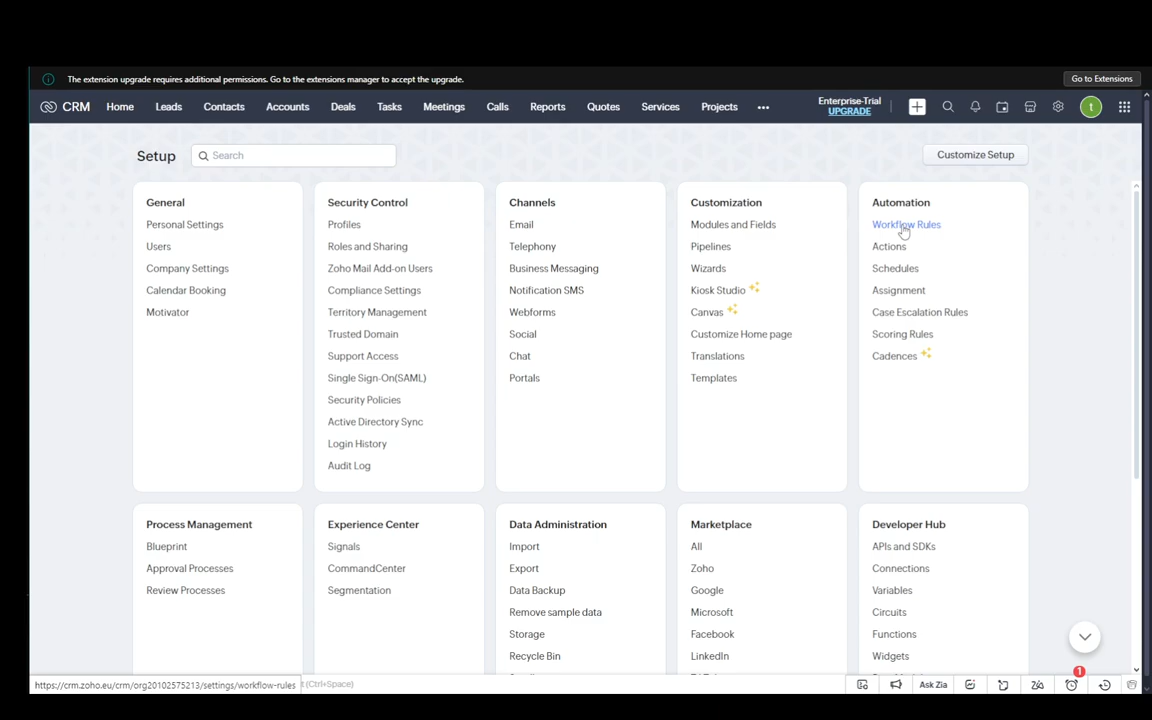 The extension upgrade requires additional permissions. Go to the extensions manager to accept the upgrade.
Go to Extensions
CRM Home Leads Contacts Accounts Deals Tasks Meetings Calls Reports Quotes Services Projects •••
Enterprise-Trial
UPGRADE
t
Setup
Search
Customize Setup
General
Personal Settings
Users
Company Settings
Calendar Booking
Motivator
Security Control
Profiles
Roles and Sharing
Zoho Mail Add-on Users
Compliance Settings
Territory Management
Trusted Domain
Support Access
Single Sign-On(SAML)
Security Policies
Active Directory Sync
Login History
Audit Log
Channels
Email
Telephony
Business Messaging
Notification SMS
Webforms
Social
Chat
Portals
Customization
Modules and Fields
Pipelines
Wizards
Kiosk Studio
Canvas
Customize Home page
Translations
Templates
Automation
Workflow Rules
Actions
Schedules
Assignment
Case Escalation Rules
Scoring Rules
Cadences
Process Management
Blueprint
Approval Processes
Review Processes
Experience Center
Signals
CommandCenter
Segmentation
Data Administration
Import
Export
Data Backup
Remove sample data
Storage
Recycle Bin
Marketplace
All
Zoho
Google
Microsoft
Facebook
LinkedIn
Developer Hub
APIs and SDKs
Connections
Variables
Circuits
Functions
Widgets
https://crm.zoho.eu/crm/org20102575213/settings/workflow-rules
(Ctrl+Space)
Ask Zia
1